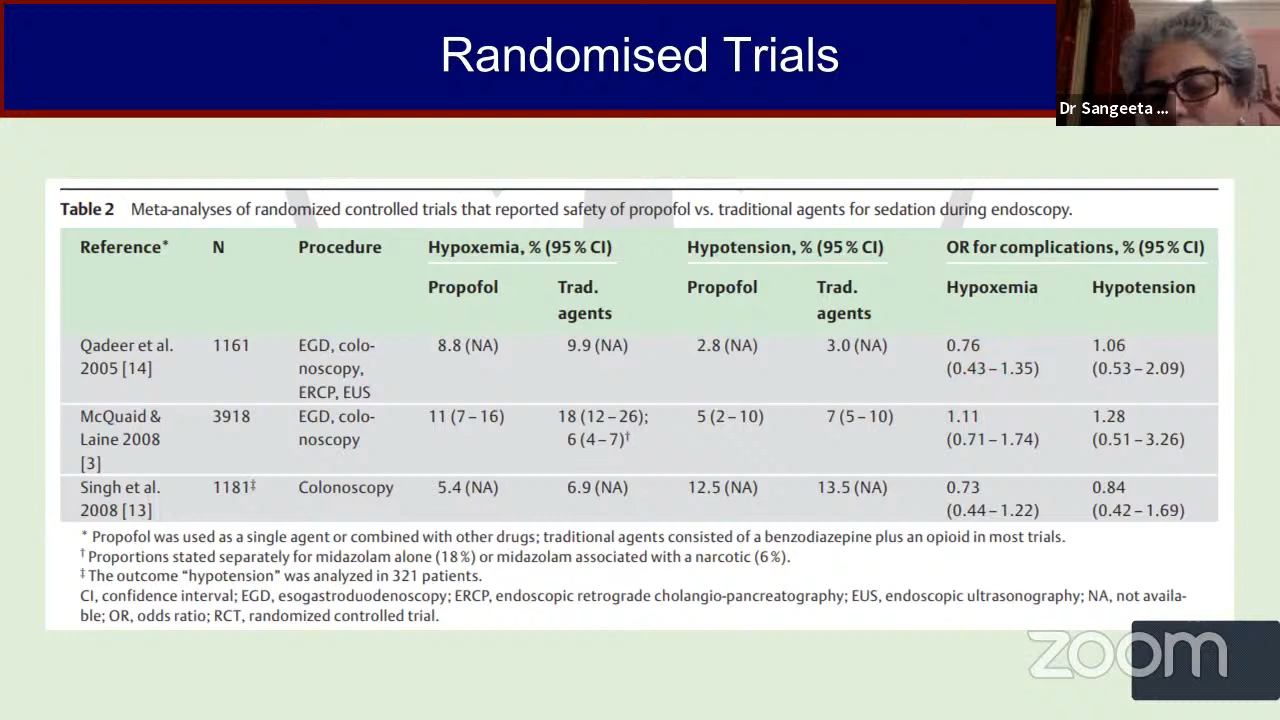 Randomised Trials
Dr Sangeeta ...
Table 2 Meta-analyses of randomized controlled trials that reported safety of propofol vs. traditional agents for sedation during endoscopy.
Reference* N Procedure Hypoxemia, % (95 % CI) Hypotension, % (95 % CI) OR for complications, % (95 % CI)
Propofol Trad. Propofol Trad. Hypoxemia Hypotension
agents agents
Qadeer et al. 1161 EGD, colo- 8.8 (NA) 9.9 (NA) 2.8 (NA) 3.0 (NA) 0.76 1.06
2005 [14] noscopy, (0.43 – 1.35) (0.53 – 2.09)
ERCP, EUS
McQuaid & 3918 EGD, colo- 11 (7 – 16) 18 (12 – 26); 5 (2 – 10) 7 (5 – 10) 1.11 1.28
Laine 2008 noscopy 6 (4 – 7)† (0.71 – 1.74) (0.51 – 3.26)
[3]
Singh et al. 1181‡ Colonoscopy 5.4 (NA) 6.9 (NA) 12.5 (NA) 13.5 (NA) 0.73 0.84
2008 [13] (0.44 – 1.22) (0.42 – 1.69)
* Propofol was used as a single agent or combined with other drugs; traditional agents consisted of a benzodiazepine plus an opioid in most trials.
† Proportions stated separately for midazolam alone (18 %) or midazolam associated with a narcotic (6 %).
‡ The outcome “hypotension” was analyzed in 321 patients.
CI, confidence interval; EGD, esogastroduodenoscopy; ERCP, endoscopic retrograde cholangio-pancreatography; EUS, endoscopic ultrasonography; NA, not availa-
ble; OR, odds ratio; RCT, randomized controlled trial.
zoom